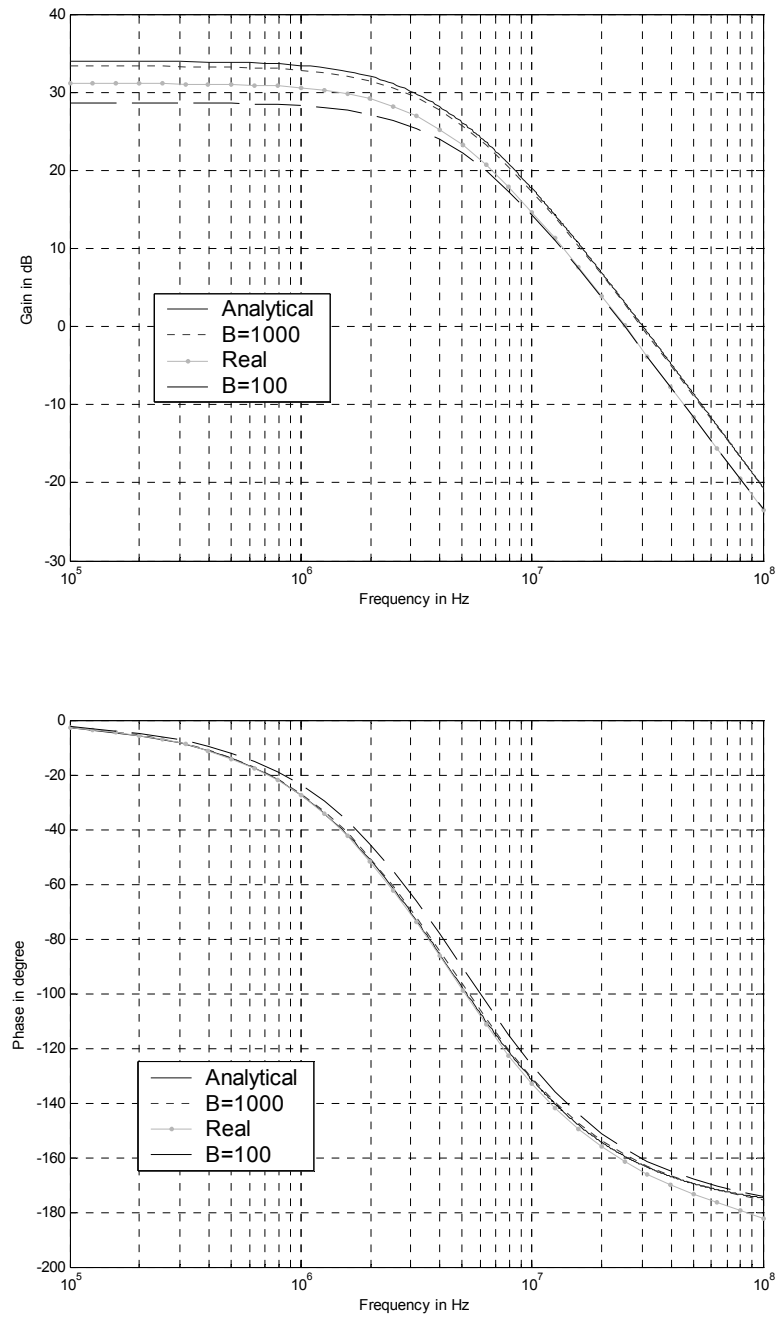 40
30
20
10
0
-10
-20
-30
Gain in dB
Analytical
B=1000
Real
B=100
10^5
10^6
10^7
10^8
Frequency in Hz
0
-20
-40
-60
-80
-100
-120
-140
-160
-180
-200
Phase in degree
Analytical
B=1000
Real
B=100
10^5
10^6
10^7
10^8
Frequency in Hz